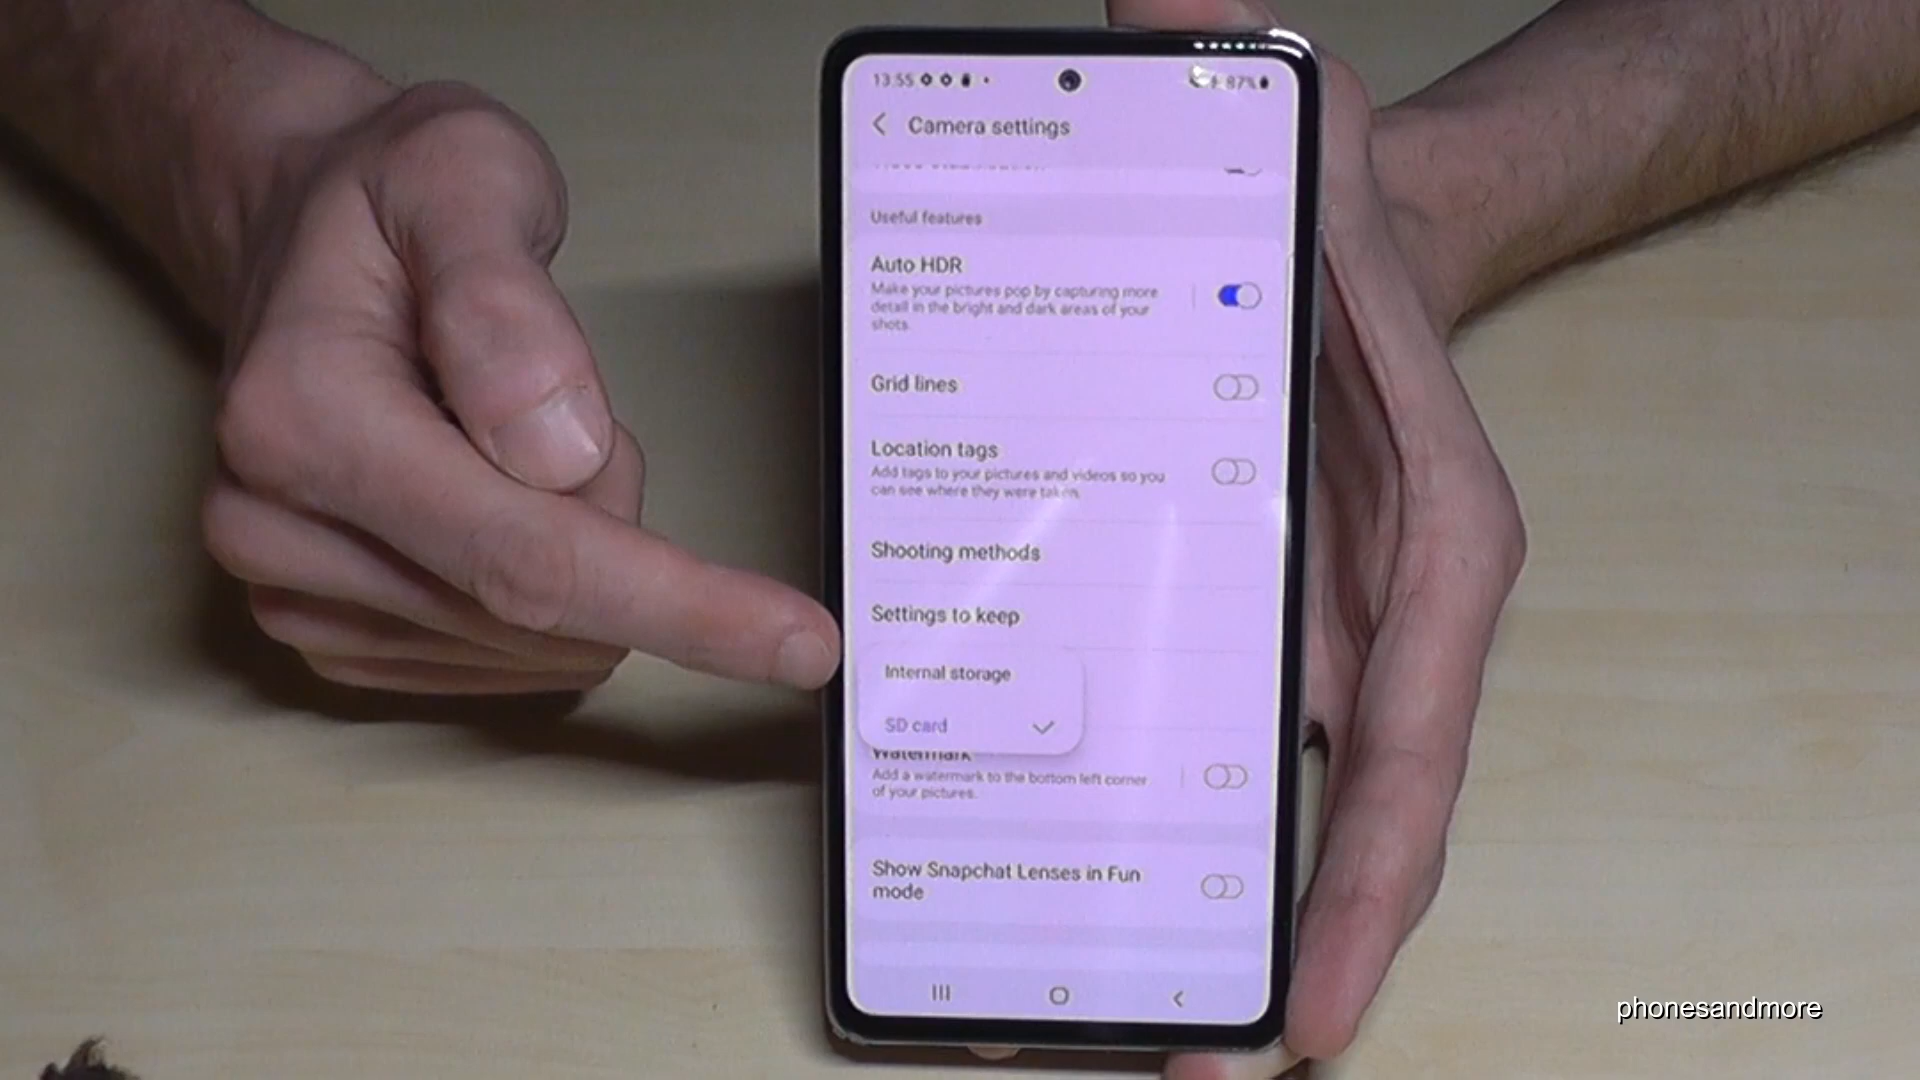 13:55
87%
Camera settings
Useful features
Auto HDR
Make your pictures pop by capturing more
detail in the bright and dark areas of your
shots.
Grid lines
Location tags
Add tags to your pictures and videos so you
can see where they were taken.
Shooting methods
Settings to keep
Internal storage
SD card
Watermark
Add a watermark to the bottom left corner
of your pictures.
Show Snapchat Lenses in Fun
mode
phonesandmore